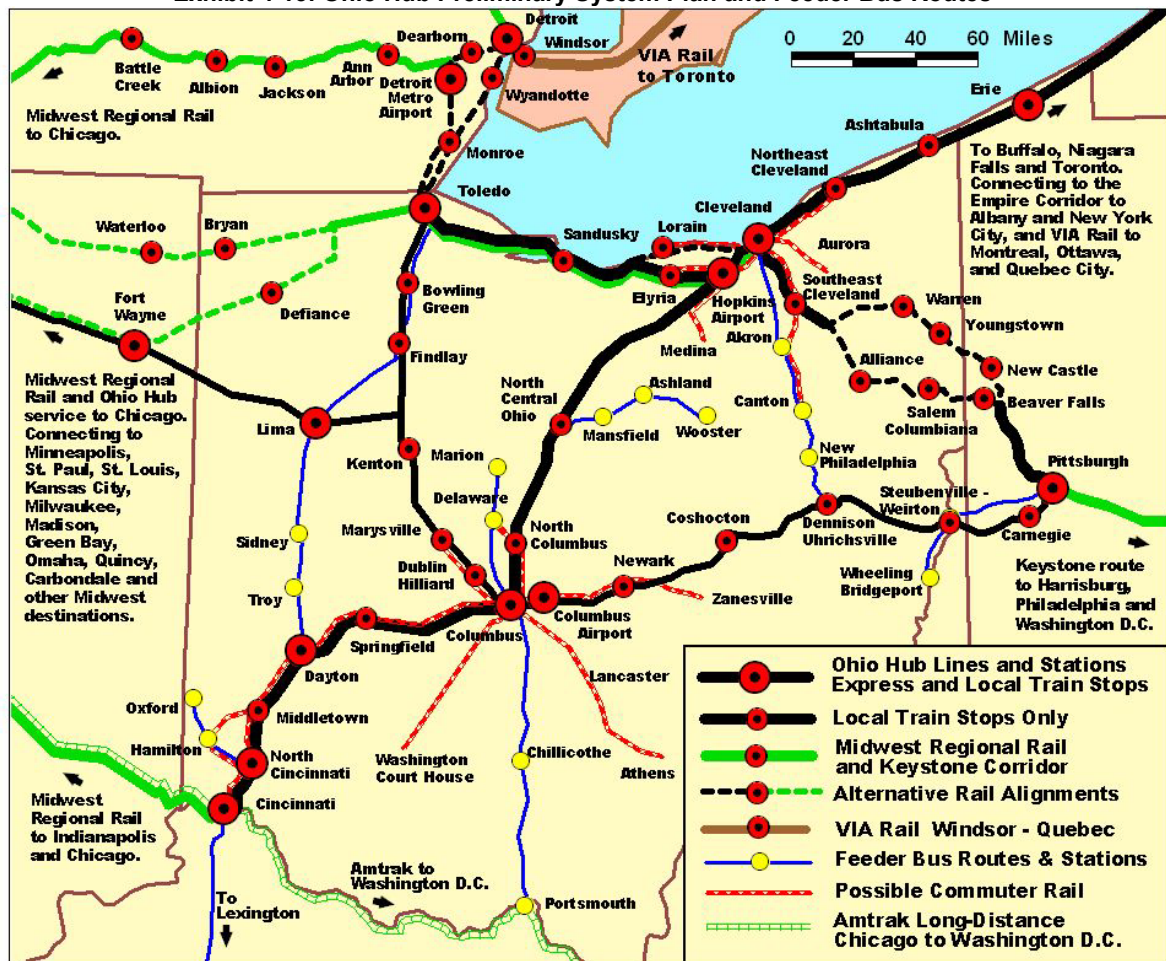 Exhibit 4-18: Ohio Hub Preliminary System Plan and Feeder Bus Routes
Detroit
Dearborn
Windsor
VIA Rail
to Toronto
0 20 40 60 Miles
Battle
Creek
Albion
Jackson
Ann
Arbor
Detroit
Metro
Airport
Wyandotte
Erie
Ashtabula
Midwest Regional Rail
to Chicago.
Monroe
Northeast
Cleveland
To Buffalo, Niagara
Falls and Toronto.
Connecting to the
Empire Corridor to
Albany and New York
City, and VIA Rail to
Montreal, Ottawa,
and Quebec City.
Toledo
Cleveland
Waterloo
Bryan
Sandusky
Lorain
Aurora
Fort
Wayne
Defiance
Bowling
Green
Elyria
Hopkins
Airport
Southeast
Cleveland
Warren
Youngstown
Findlay
Medina
Akron
Alliance
New Castle
Midwest Regional
Rail and Ohio Hub
service to Chicago.
Connecting to
Minneapolis,
St. Paul, St. Louis,
Kansas City,
Milwaukee,
Madison,
Green Bay,
Omaha, Quincy,
Carbondale and
other Midwest
destinations.
Lima
North
Central
Ohio
Ashland
Mansfield
Wooster
Canton
Salem
Columbiana
Beaver Falls
Kenton
Marion
New
Philadelphia
Pittsburgh
Delaware
Steubenville -
Weirton
Sidney
Marysville
North
Columbus
Coshocton
Dennison
Uhrichsville
Carnegie
Troy
Dublin
Hilliard
Newark
Wheeling
Bridgeport
Keystone route
to Harrisburg,
Philadelphia and
Washington D.C.
Zanesville
Springfield
Columbus
Columbus
Airport
Dayton
Lancaster
Oxford
Middletown
Hamilton
North
Cincinnati
Washington
Court House
Chillicothe
Athens
Cincinnati
Midwest
Regional Rail
to Indianapolis
and Chicago.
Amtrak to
Washington D.C.
To
Lexington
Portsmouth
Ohio Hub Lines and Stations
Express and Local Train Stops
Local Train Stops Only
Midwest Regional Rail
and Keystone Corridor
Alternative Rail Alignments
VIA Rail Windsor - Quebec
Feeder Bus Routes & Stations
Possible Commuter Rail
Amtrak Long-Distance
Chicago to Washington D.C.